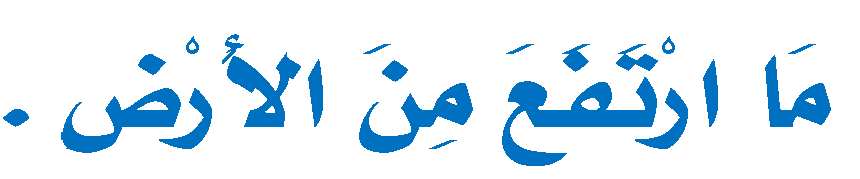 مَا ارْتَفَعَ مِنَ الأَرْض .